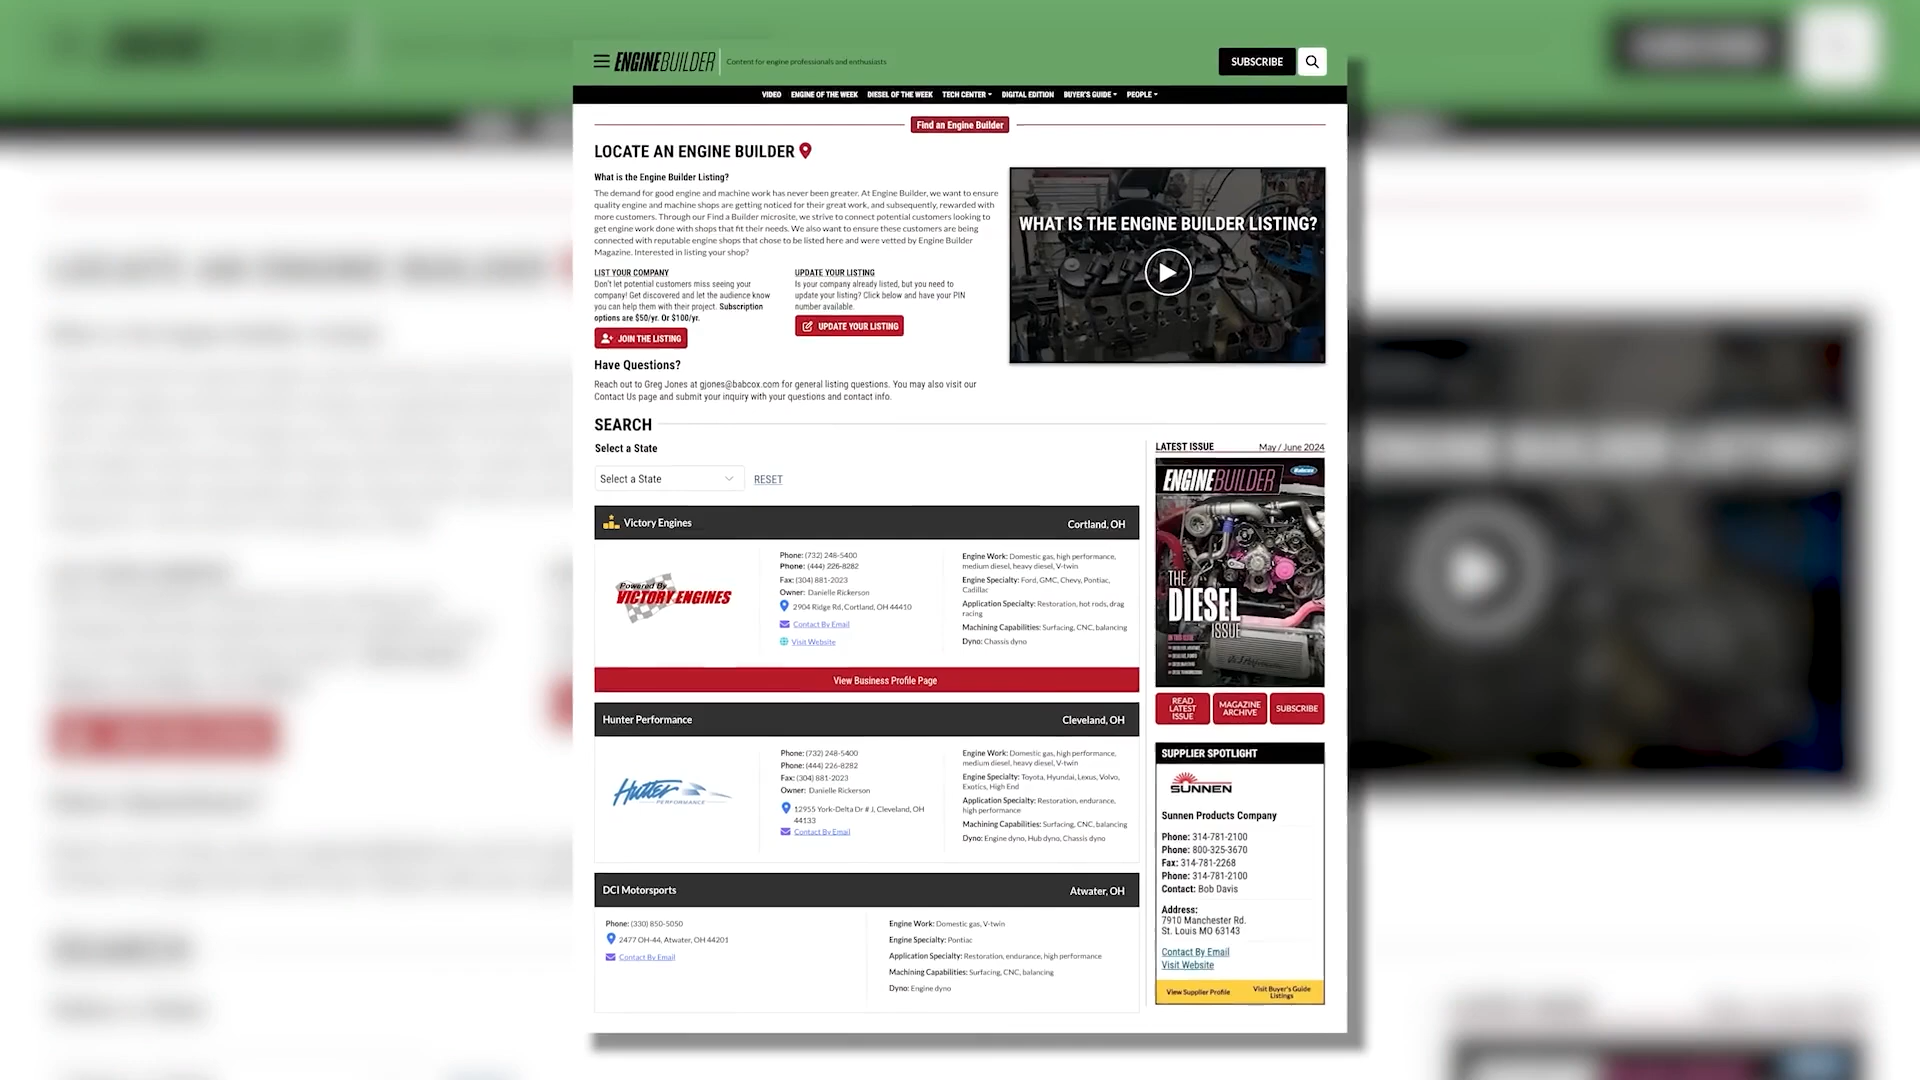 ENGINEBUILDER
Content for engine professionals and enthusiasts
SUBSCRIBE
VIDEO ENGINE OF THE WEEK DIESEL OF THE WEEK TECH CENTER DIGITAL EDITION BUYER'S GUIDE PEOPLE
Find an Engine Builder
LOCATE AN ENGINE BUILDER
What is the Engine Builder Listing?
The demand for good engine and machine work has never been greater. At Engine Builder, we want to ensure
quality engine and machine shops are getting noticed for their great work, and subsequently, rewarded with
more customers. Through our Find a Builder microsite, we strive to connect potential customers looking to
get engine work done with shops that fit their needs. We also want to ensure these customers are being
connected with reputable engine shops that chose to be listed here and were vetted by Engine Builder
Magazine. Interested in listing your shop?
LIST YOUR COMPANY
Don't let potential customers miss seeing your
company! Get discovered and let the audience know
you can help them with their project. Subscription
options are $50/yr. Or $100/yr.
JOIN THE LISTING
UPDATE YOUR LISTING
Is your company already listed, but you need to
update your listing? Click below and have your PIN
number available.
UPDATE YOUR LISTING
WHAT IS THE ENGINE BUILDER LISTING?
Have Questions?
Reach out to Greg Jones at gjones@babcox.com for general listing questions. You may also visit our
Contact Us page and submit your inquiry with your questions and contact info.
SEARCH
Select a State
Select a State
RESET
Victory Engines
Cortland, OH
Powered By
VICTORY ENGINES
Phone: (732) 248-5400
Phone: (444) 226-8282
Fax: (304) 881-2023
Owner: Danielle Rickerson
2904 Ridge Rd, Cortland, OH 44410
Contact By Email
Visit Website
Engine Work: Domestic gas, high performance,
medium diesel, heavy diesel, V-twin
Engine Specialty: Ford, GMC, Chevy, Pontiac,
Cadillac
Application Specialty: Restoration, hot rods, drag
racing
Machining Capabilities: Surfacing, CNC, balancing
Dyno: Chassis dyno
View Business Profile Page
Hunter Performance
Cleveland, OH
Hutter
PERFORMANCE
Phone: (732) 248-5400
Phone: (444) 226-8282
Fax: (304) 881-2023
Owner: Danielle Rickerson
12955 York-Delta Dr # J, Cleveland, OH
44133
Contact By Email
Engine Work: Domestic gas, high performance,
medium diesel, heavy diesel, V-twin
Engine Specialty: Toyota, Hyundai, Lexus, Volvo,
Exotics, High End
Application Specialty: Restoration, endurance,
high performance
Machining Capabilities: Surfacing, CNC, balancing
Dyno: Engine dyno, Hub dyno, Chassis dyno
DCI Motorsports
Atwater, OH
Phone: (330) 850-5050
2477 OH-44, Atwater, OH 44201
Contact By Email
Engine Work: Domestic gas, V-twin
Engine Specialty: Pontiac
Application Specialty: Restoration, endurance, high performance
Machining Capabilities: Surfacing, CNC, balancing
Dyno: Engine dyno
LATEST ISSUE
May / June 2024
ENGINEBUILDER
Babcox
THE
DIESEL
ISSUE
READ
LATEST
ISSUE
MAGAZINE
ARCHIVE
SUBSCRIBE
SUPPLIER SPOTLIGHT
SUNNEN
Sunnen Products Company
Phone: 314-781-2100
Phone: 800-325-3670
Fax: 314-781-2268
Phone: 314-781-2100
Contact: Bob Davis
Address:
7910 Manchester Rd.
St. Louis MO 63143
Contact By Email
Visit Website
View Supplier Profile
Visit Buyer's Guide
Listings